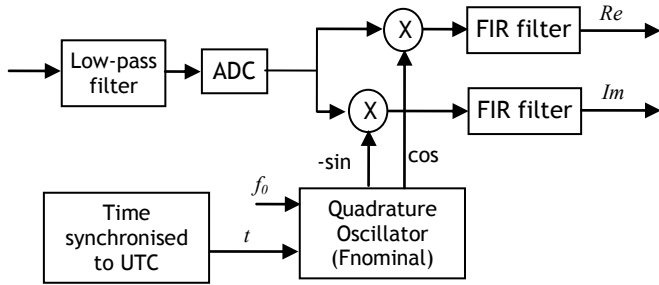 Re
X
FIR filter
Low-pass
filter
ADC
Im
X
FIR filter
-sin
cos
f0
Time
synchronised
to UTC
t
Quadrature
Oscillator
(Fnominal)